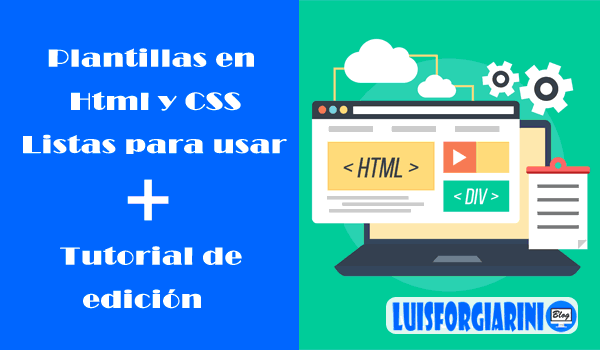 Plantillas en
Html y CSS
Listas para usar
+
Tutorial de
edición
< HTML >
< DIV >
LUISFORGIARINI
Blog